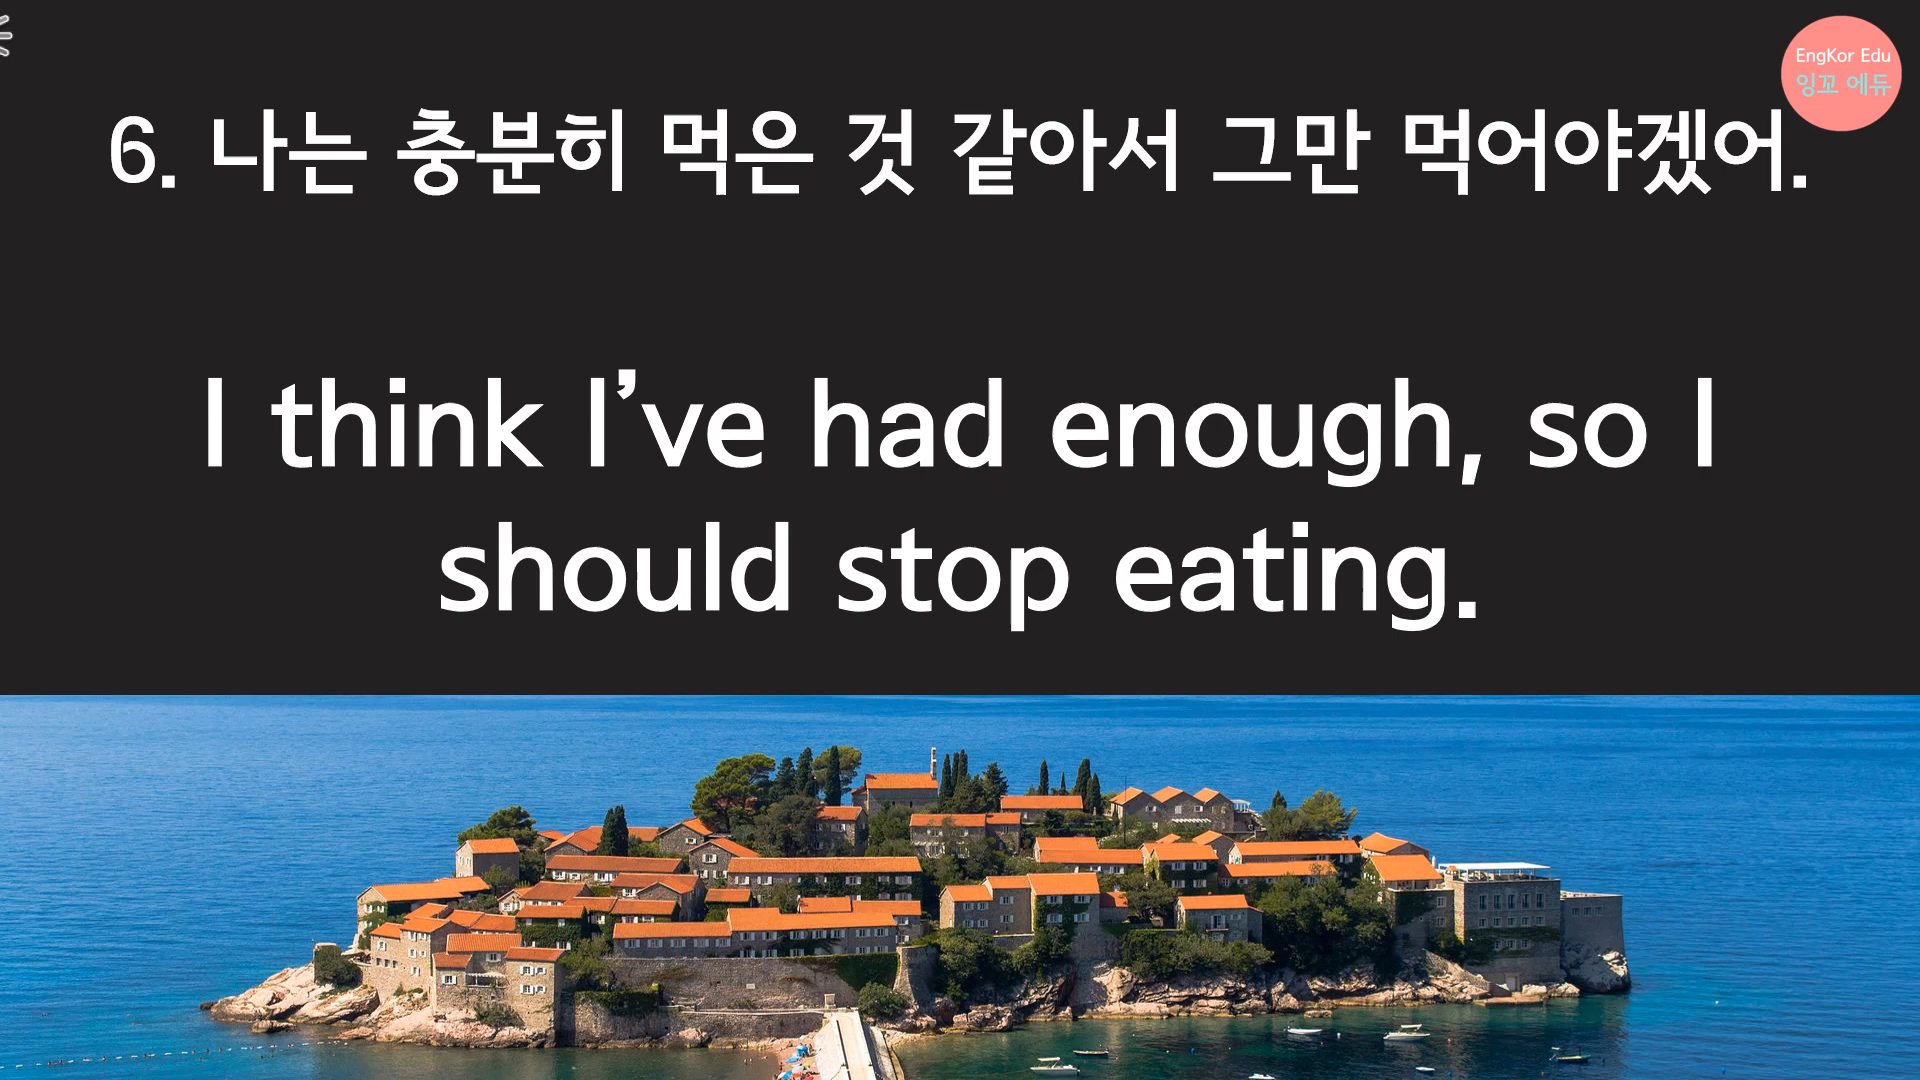 EngKor Edu
잉꼬 에듀
6. 나는 충분히 먹은 것 같아서 그만 먹어야겠어.
I think I’ve had enough, so I
should stop eating.